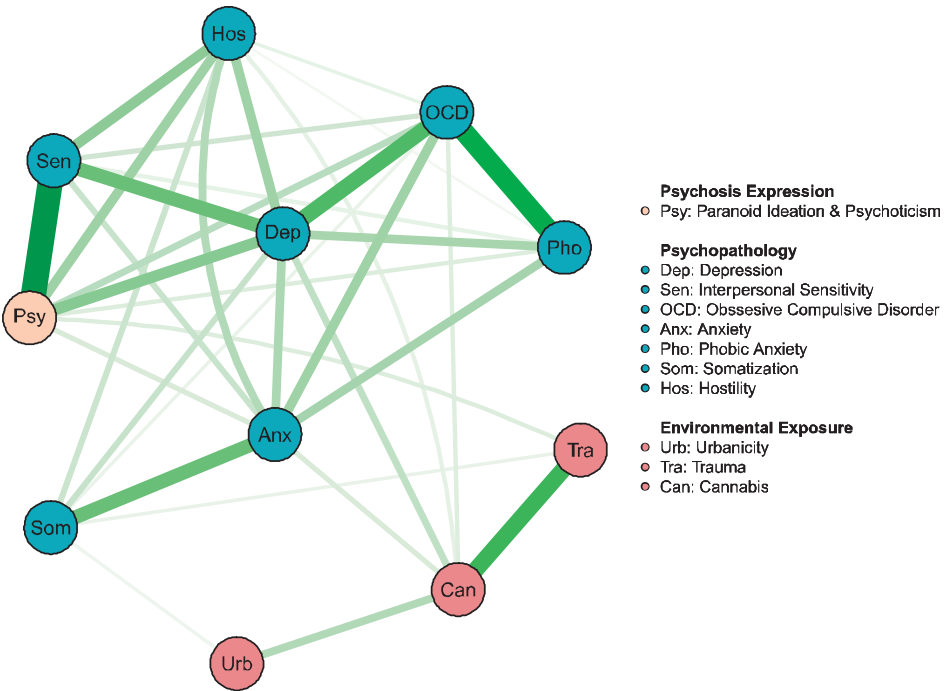 Hos
OCD
Sen
Dep
Pho
Psy
Anx
Tra
Som
Can
Urb
Psychosis Expression
Psy: Paranoid Ideation & Psychoticism
Psychopathology
Dep: Depression
Sen: Interpersonal Sensitivity
OCD: Obssesive Compulsive Disorder
Anx: Anxiety
Pho: Phobic Anxiety
Som: Somatization
Hos: Hostility
Environmental Exposure
Urb: Urbanicity
Tra: Trauma
Can: Cannabis